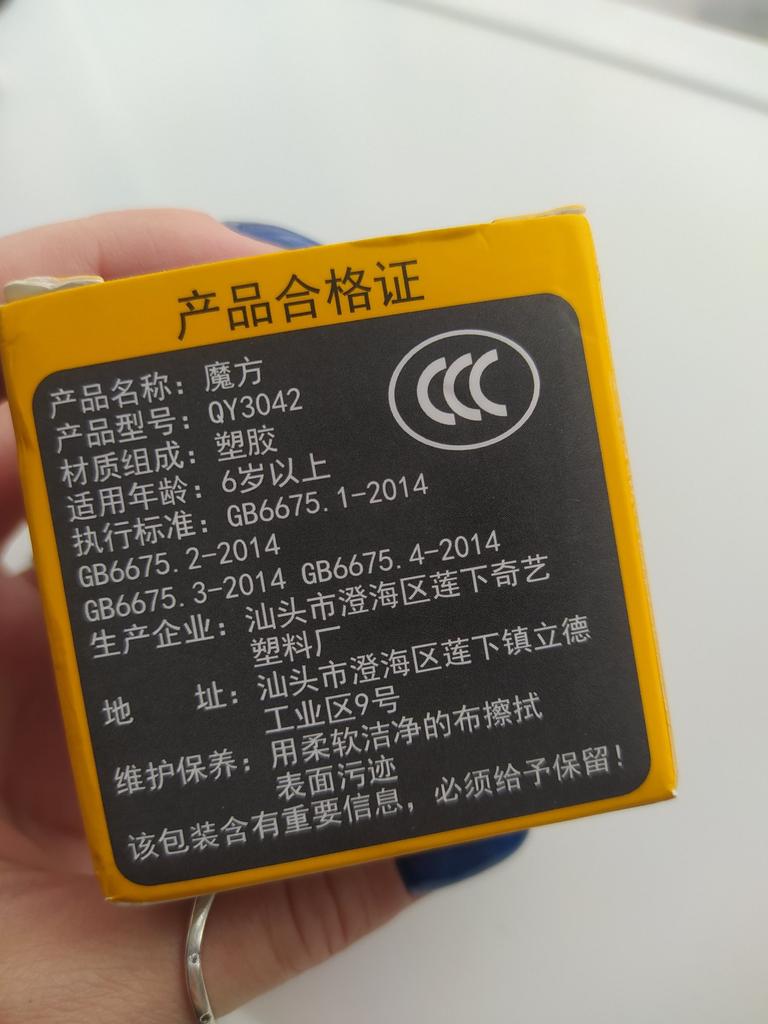 产品合格证
CCC
产品名称：魔方
产品型号：QY3042
材质组成：塑胶
适用年龄：6岁以上
执行标准：GB6675.1-2014
GB6675.2-2014
GB6675.3-2014 GB6675.4-2014
生产企业：汕头市澄海区莲下奇艺
塑料厂
地 址：汕头市澄海区莲下镇立德
工业区9号
维护保养：用柔软洁净的布擦拭
表面污迹
该包装含有重要信息，必须给予保留！